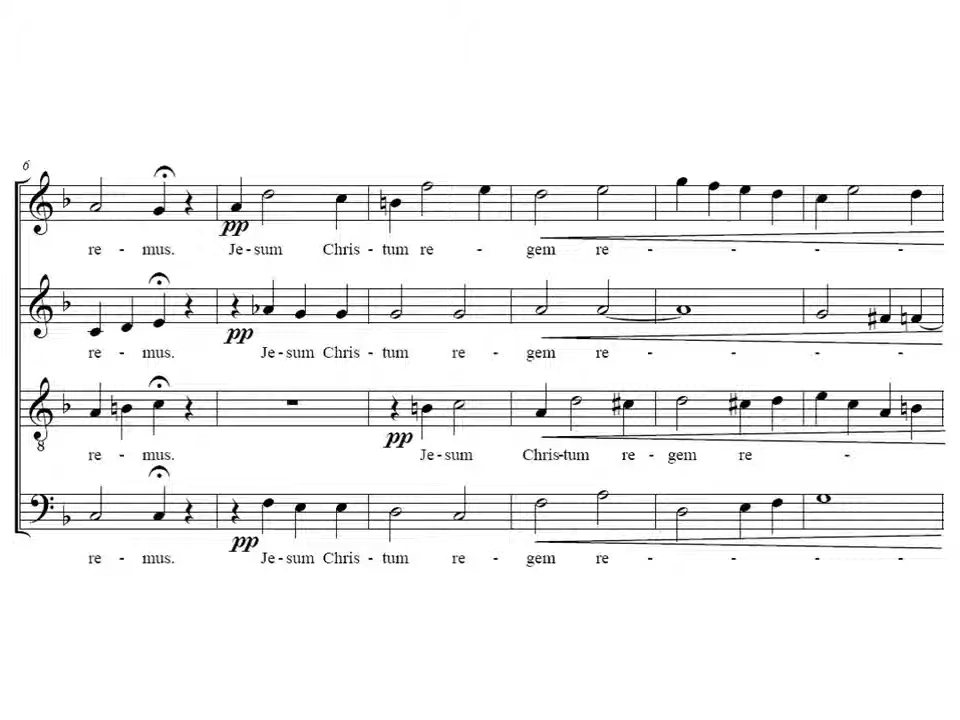 6
pp
re - mus. Je - sum Chris - tum re - gem re - - - -
pp
re - mus. Je - sum Chris - tum re - gem re - - - -
8
pp
re - mus. Je - sum Chris - tum re - gem re -
pp
re - mus. Je - sum Chris - tum re - gem re - - - -